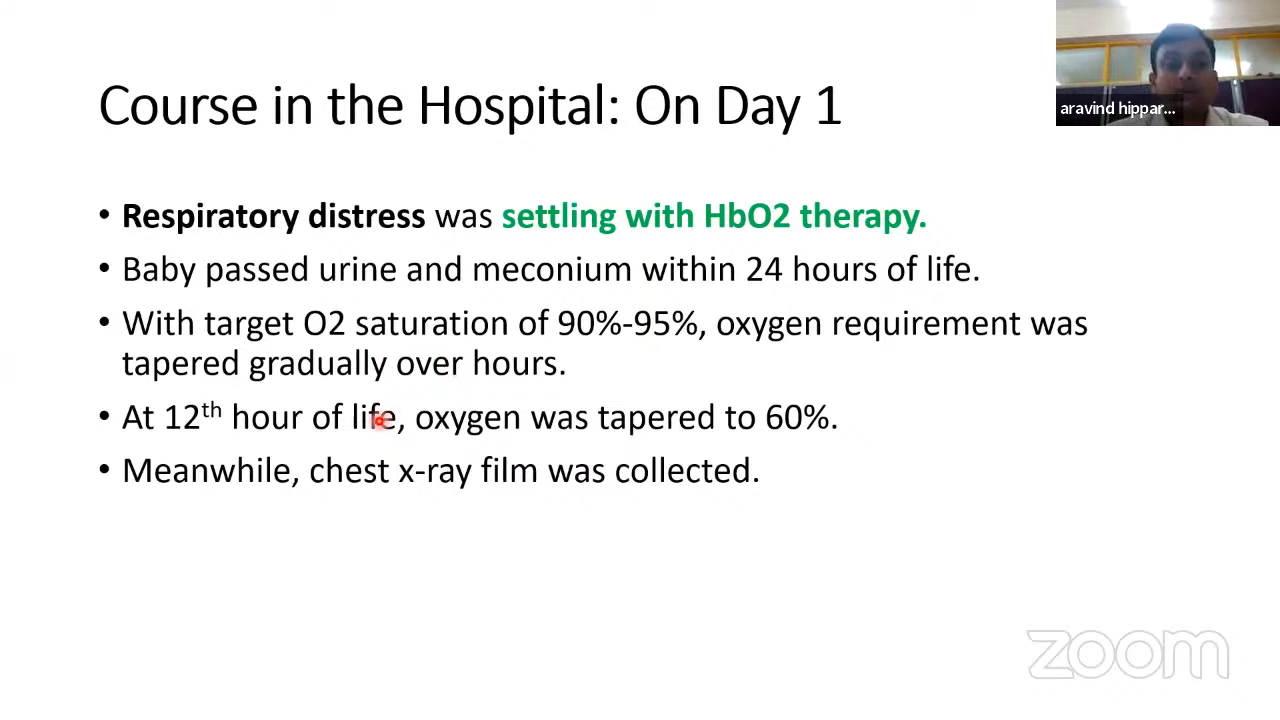 Course in the Hospital: On Day 1
aravind hippar...
• Respiratory distress was settling with HbO2 therapy.
• Baby passed urine and meconium within 24 hours of life.
• With target O2 saturation of 90%-95%, oxygen requirement was
tapered gradually over hours.
• At 12th hour of life, oxygen was tapered to 60%.
• Meanwhile, chest x-ray film was collected.
zoom